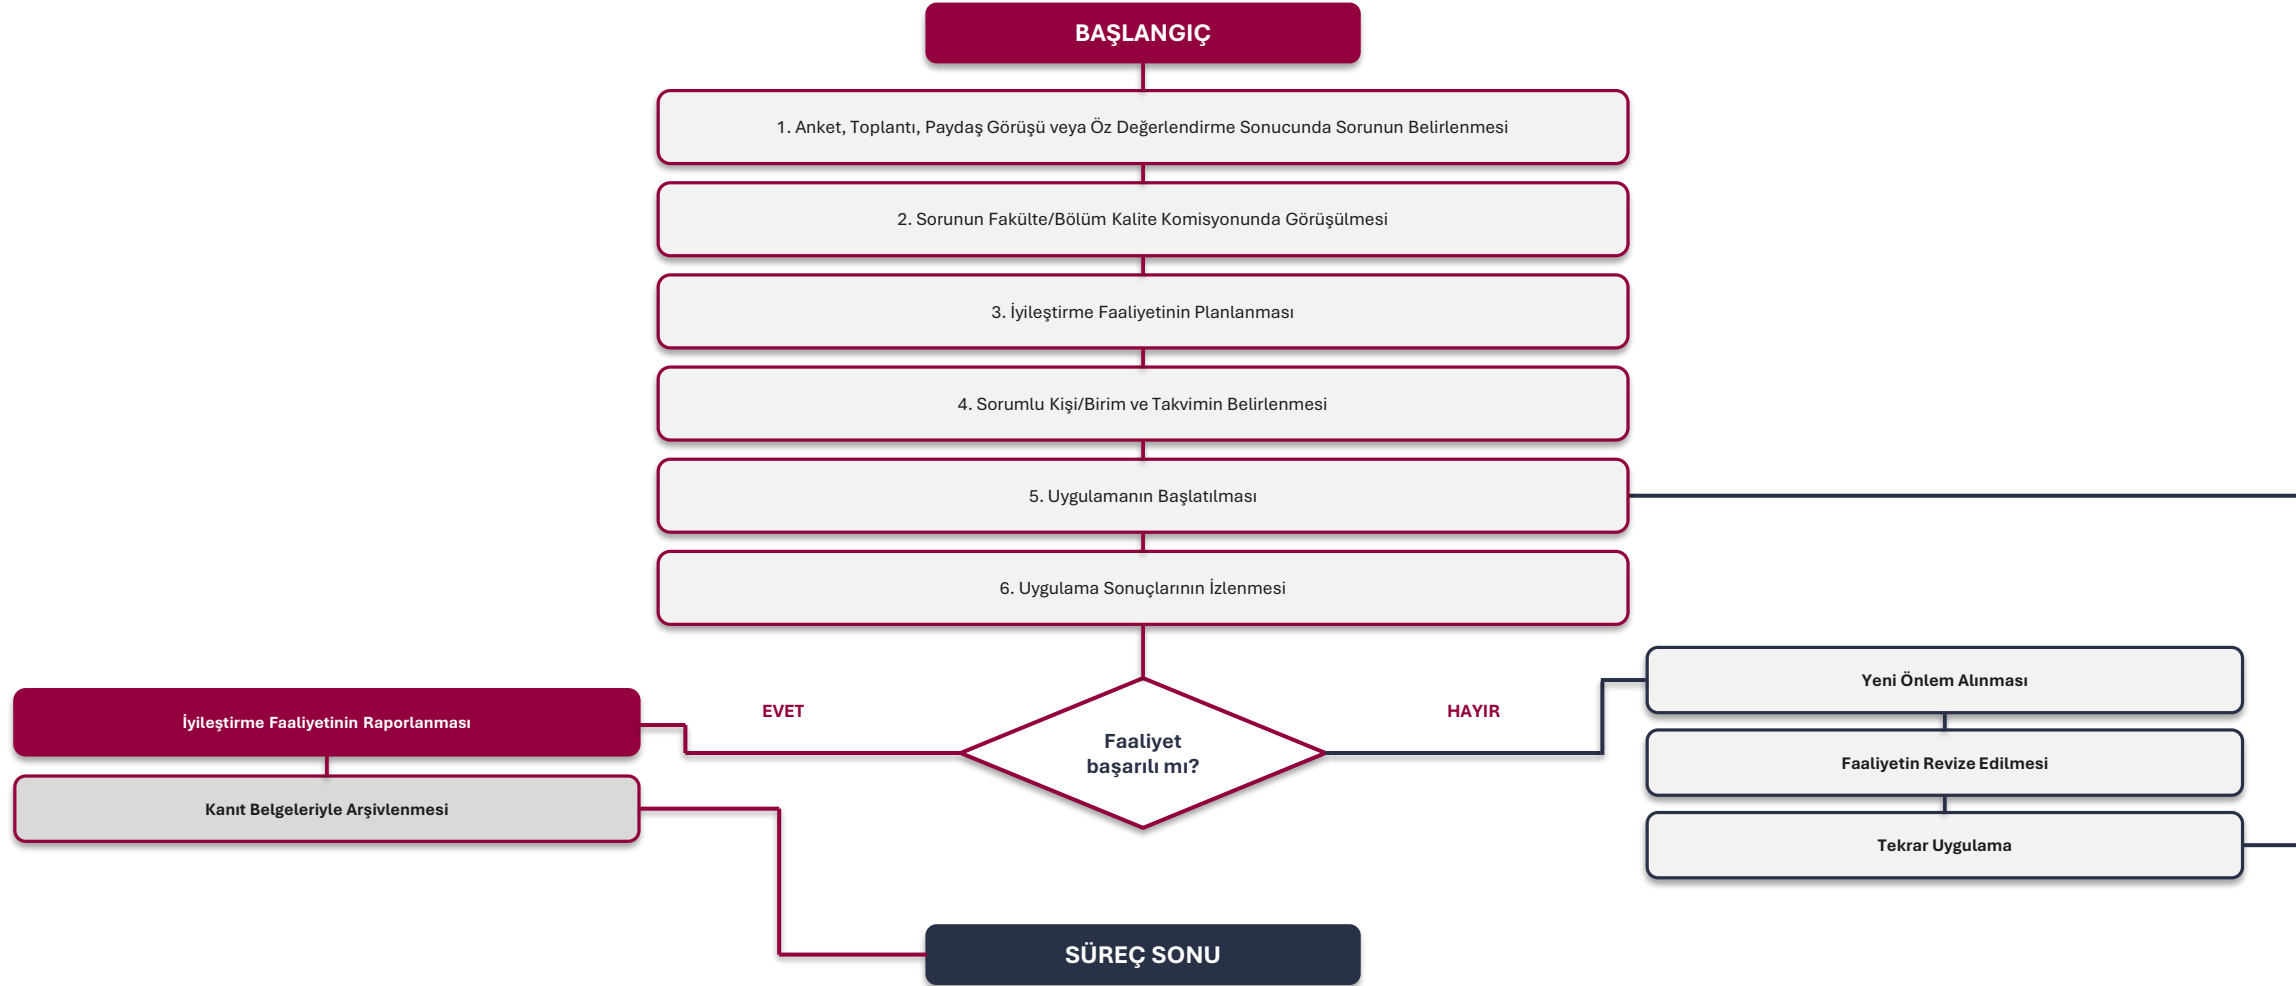 BAŞLANGIÇ
1. Anket, Toplantı, Paydaş Görüşü veya Öz Değerlendirme Sonucunda Sorunun Belirlenmesi
2. Sorunun Fakülte/Bölüm Kalite Komisyonunda Görüşülmesi
3. İyileştirme Faaliyetinin Planlanması
4. Sorumlu Kişi/Birim ve Takvimin Belirlenmesi
5. Uygulamanın Başlatılması
6. Uygulama Sonuçlarının İzlenmesi
Faaliyet
başarılı mı?
EVET
İyileştirme Faaliyetinin Raporlanması
Kanıt Belgeleriyle Arşivlenmesi
HAYIR
Yeni Önlem Alınması
Faaliyetin Revize Edilmesi
Tekrar Uygulama
SÜREÇ SONU